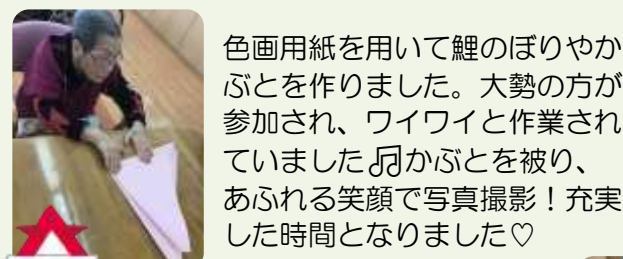 色画用紙を用いて鯉のぼりやか
ぶとを作りました。大勢の方が
参加され、ワイワイと作業され
ていました♫かぶとを被り、
あふれる笑顔で写真撮影！充実
した時間となりました♡